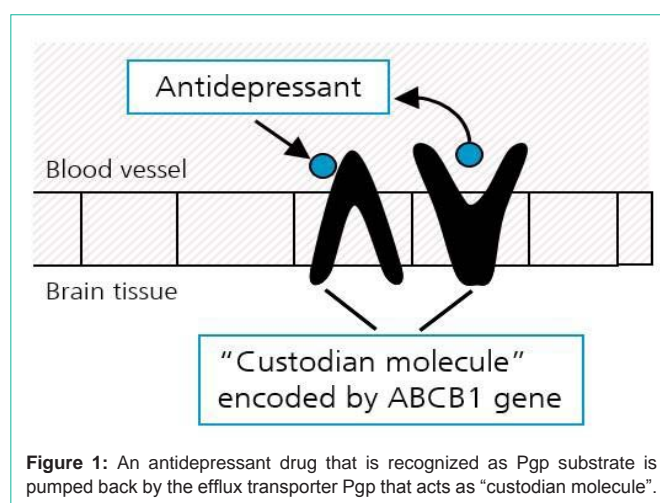 Antidepressant
Blood vessel
Brain tissue
“Custodian molecule”
encoded by ABCB1 gene
Figure 1: An antidepressant drug that is recognized as Pgp substrate is
pumped back by the efflux transporter Pgp that acts as “custodian molecule”.